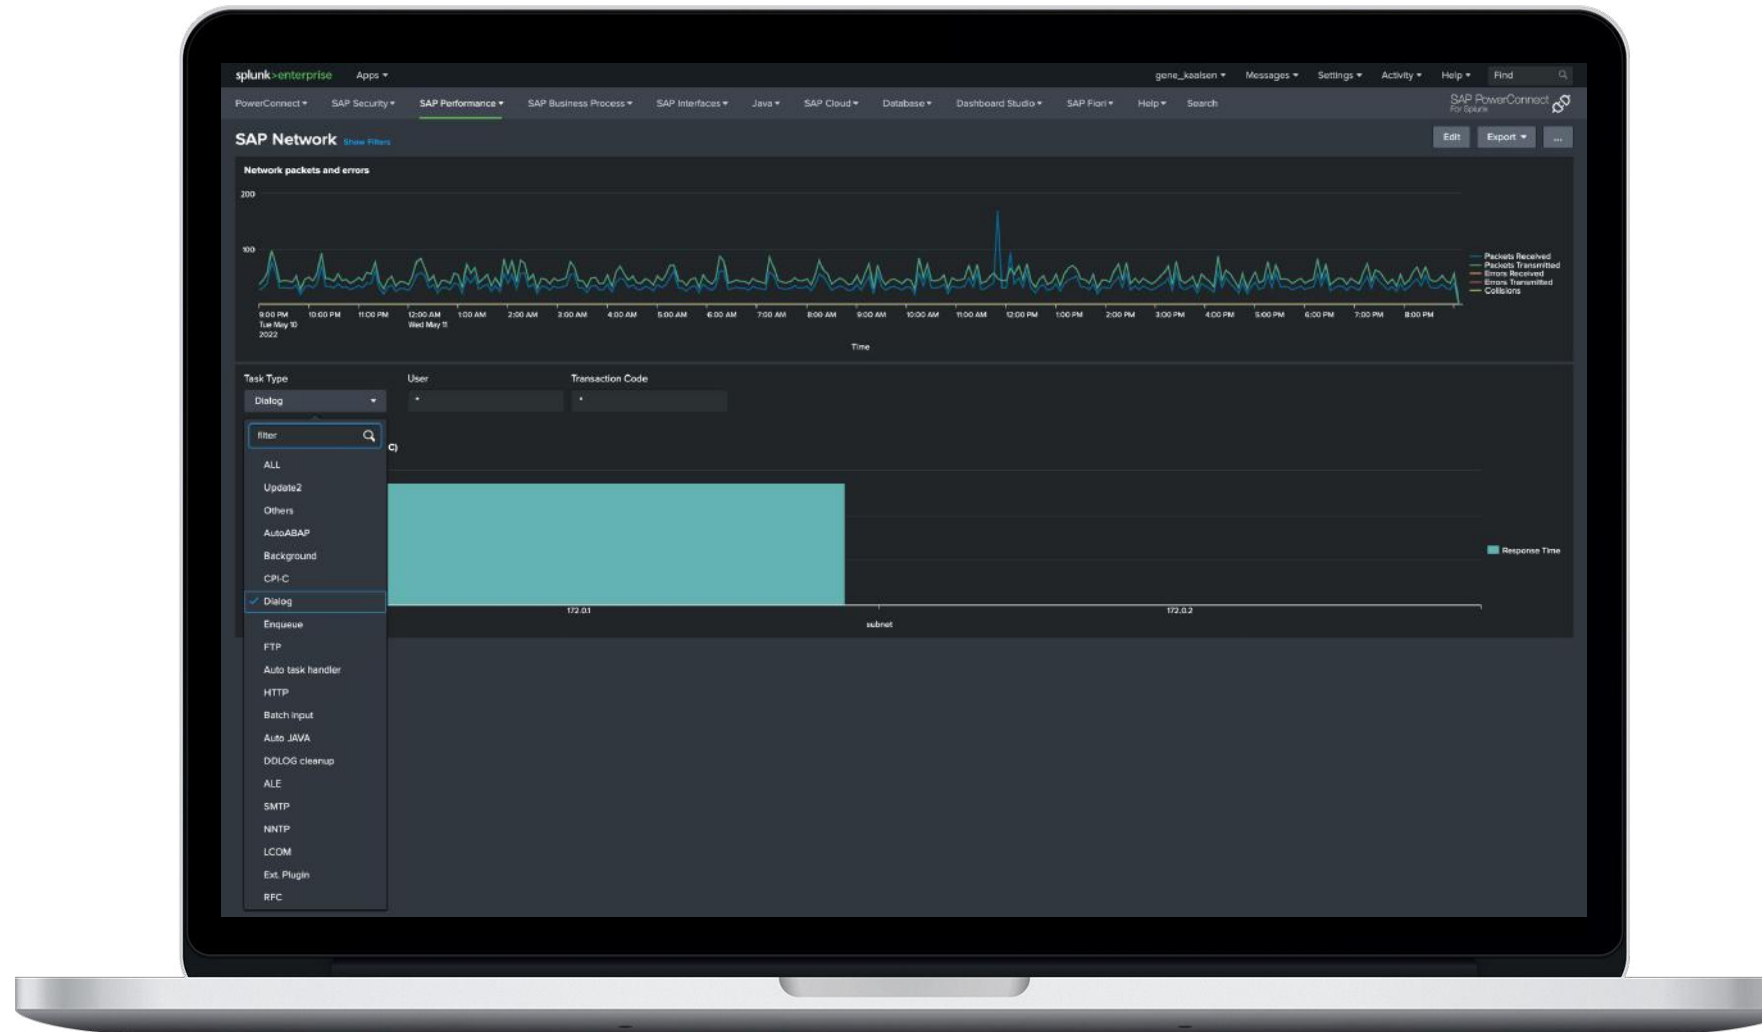 splunk>enterprise Apps gene_kaalsen Messages Settings Activity Help Find
PowerConnect SAP Security SAP Performance SAP Business Process SAP Interfaces Java SAP Cloud Database Dashboard Studio SAP Fiori Help Search SAP PowerConnect
For Splunk
SAP Network Show Filters Edit Export ...
Network packets and errors
200
100
Packets Received
Packets Transmitted
Errors Received
Errors Transmitted
Collisions
9:00 PM 10:00 PM 11:00 PM 12:00 AM 1:00 AM 2:00 AM 3:00 AM 4:00 AM 5:00 AM 6:00 AM 7:00 AM 8:00 AM 9:00 AM 10:00 AM 11:00 AM 12:00 PM 1:00 PM 2:00 PM 3:00 PM 4:00 PM 5:00 PM 6:00 PM 7:00 PM 8:00 PM
Tue May 10 Wed May 11
2022
Time
Task Type User Transaction Code
Dialog * *
filter
C)
ALL
Update2
Others
AutoABAP
Background
CPI-C
Dialog
Enqueue
FTP
Auto task handler
HTTP
Batch Input
Auto JAVA
DDLOG cleanup
ALE
SMTP
NNTP
LCOM
Ext. Plugin
RFC
Response Time
172.0.1 172.0.2
subnet